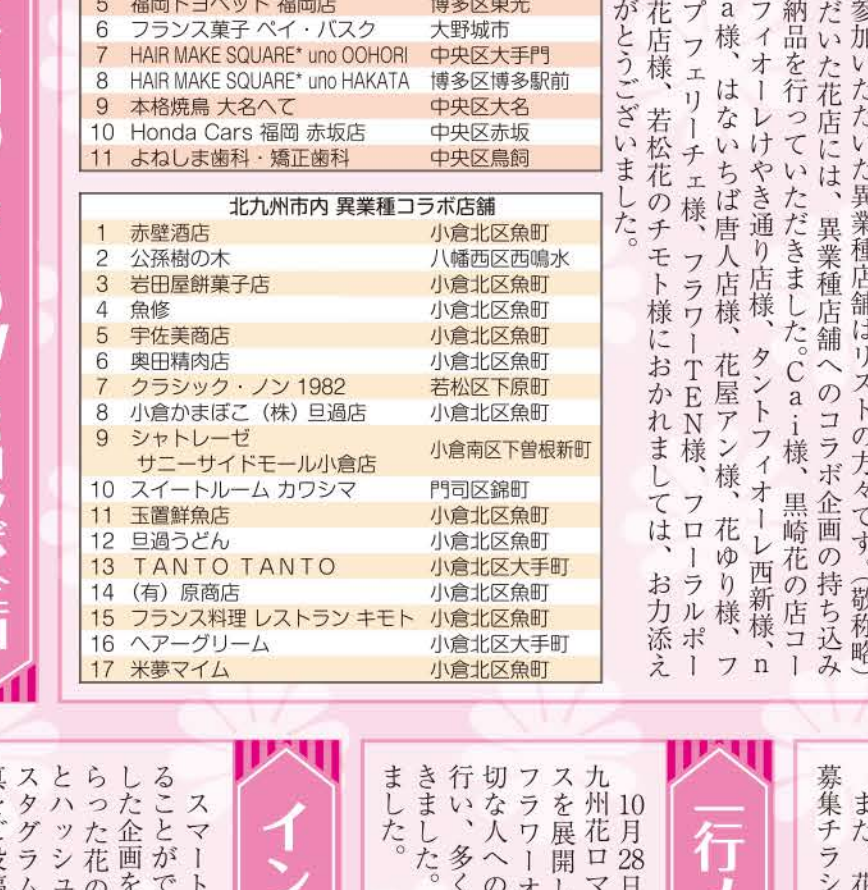 5 福岡トヨペット 福岡店 博多区東光
6 フランス菓子 ペイ・バスク 大野城市
7 HAIR MAKE SQUARE* uno OOHORI 中央区大手門
8 HAIR MAKE SQUARE* uno HAKATA 博多区博多駅前
9 本格焼鳥 大名へて 中央区大名
10 Honda Cars 福岡 赤坂店 中央区赤坂
11 よねしま歯科・矯正歯科 中央区鳥飼
北九州市内 異業種コラボ店舗
1 赤壁酒店 小倉北区魚町
2 公孫樹の木 八幡西区西鳴水
3 岩田屋餅菓子店 小倉北区魚町
4 魚修 小倉北区魚町
5 宇佐美商店 小倉北区魚町
6 奥田精肉店 小倉北区魚町
7 クラシック・ノン 1982 若松区下原町
8 小倉かまぼこ（株）旦過店 小倉北区魚町
9 シャトレーゼ
サニーサイドモール小倉店 小倉南区下曽根新町
10 スイートルーム カワシマ 門司区錦町
11 玉置鮮魚店 小倉北区魚町
12 旦過うどん 小倉北区魚町
13 TANTO TANTO 小倉北区大手町
14 （有）原商店 小倉北区魚町
15 フランス料理 レストラン キモト 小倉北区魚町
16 ヘアーグリーム 小倉北区大手町
17 米夢マイム 小倉北区魚町
参加いただいた異業種店舗はリストの方々です。（敬称略）
だいた花店には、異業種店舗へのコラボ企画の持ち込み
納品を行っていただきました。Cai様、黒崎花の店コー
フィオーレけやき通り店様、タントフィオーレ西新様、n
a様、はないちば唐人店様、花屋アン様、花ゆり様、フ
プ フェリーチェ様、フラワーTEN様、フローラルポー
花店様、若松花のチモト様におかれましては、お力添え
がとうございました。
また、花
募集チラシ
一行
10月28日
九州花ロマ
スを展開し
フラワーオ
切な人への
行い、多く
きました。
ました。
イン
スマート
ることがで
した企画を
らった花の
とハッシュ
スタグラム